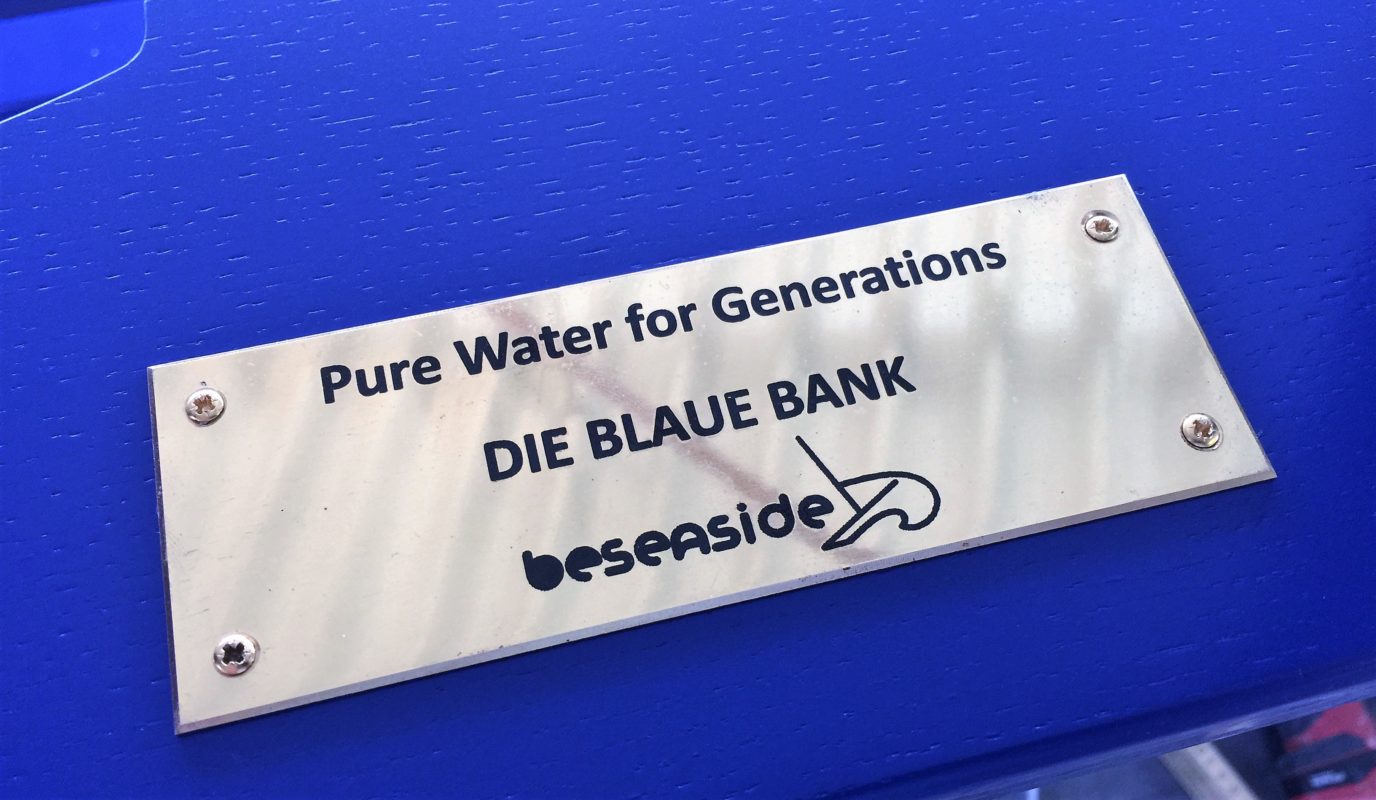 Pure Water for Generations
DIE BLAUE BANK
beseaside